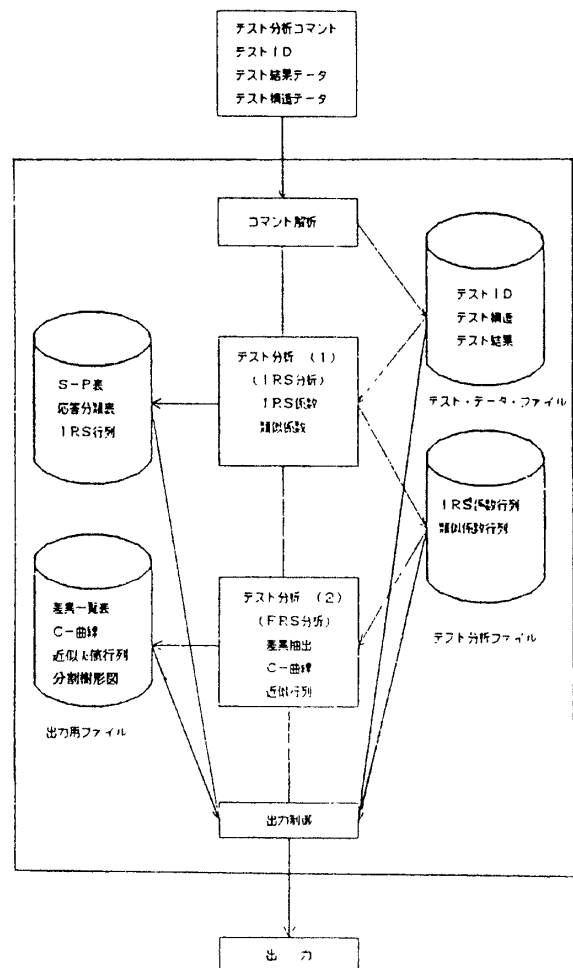 テスト分析コマント
テストID
テスト結果データ
テスト構造データ
コマント解析
テストID
テスト構造
テスト結果
テスト・データ・ファイル
テスト分析 (1)
(IRS分析)
IRS係数
類似係数
S-P表
応答分類表
IRS行列
IRS係数行列
類似係数行列
テスト分析ファイル
テスト分析 (2)
(FRS分析)
差異抽出
C-曲線
近似行列
差異一覧表
C-曲線
分割樹形図
出力用ファイル
出力制御
出力